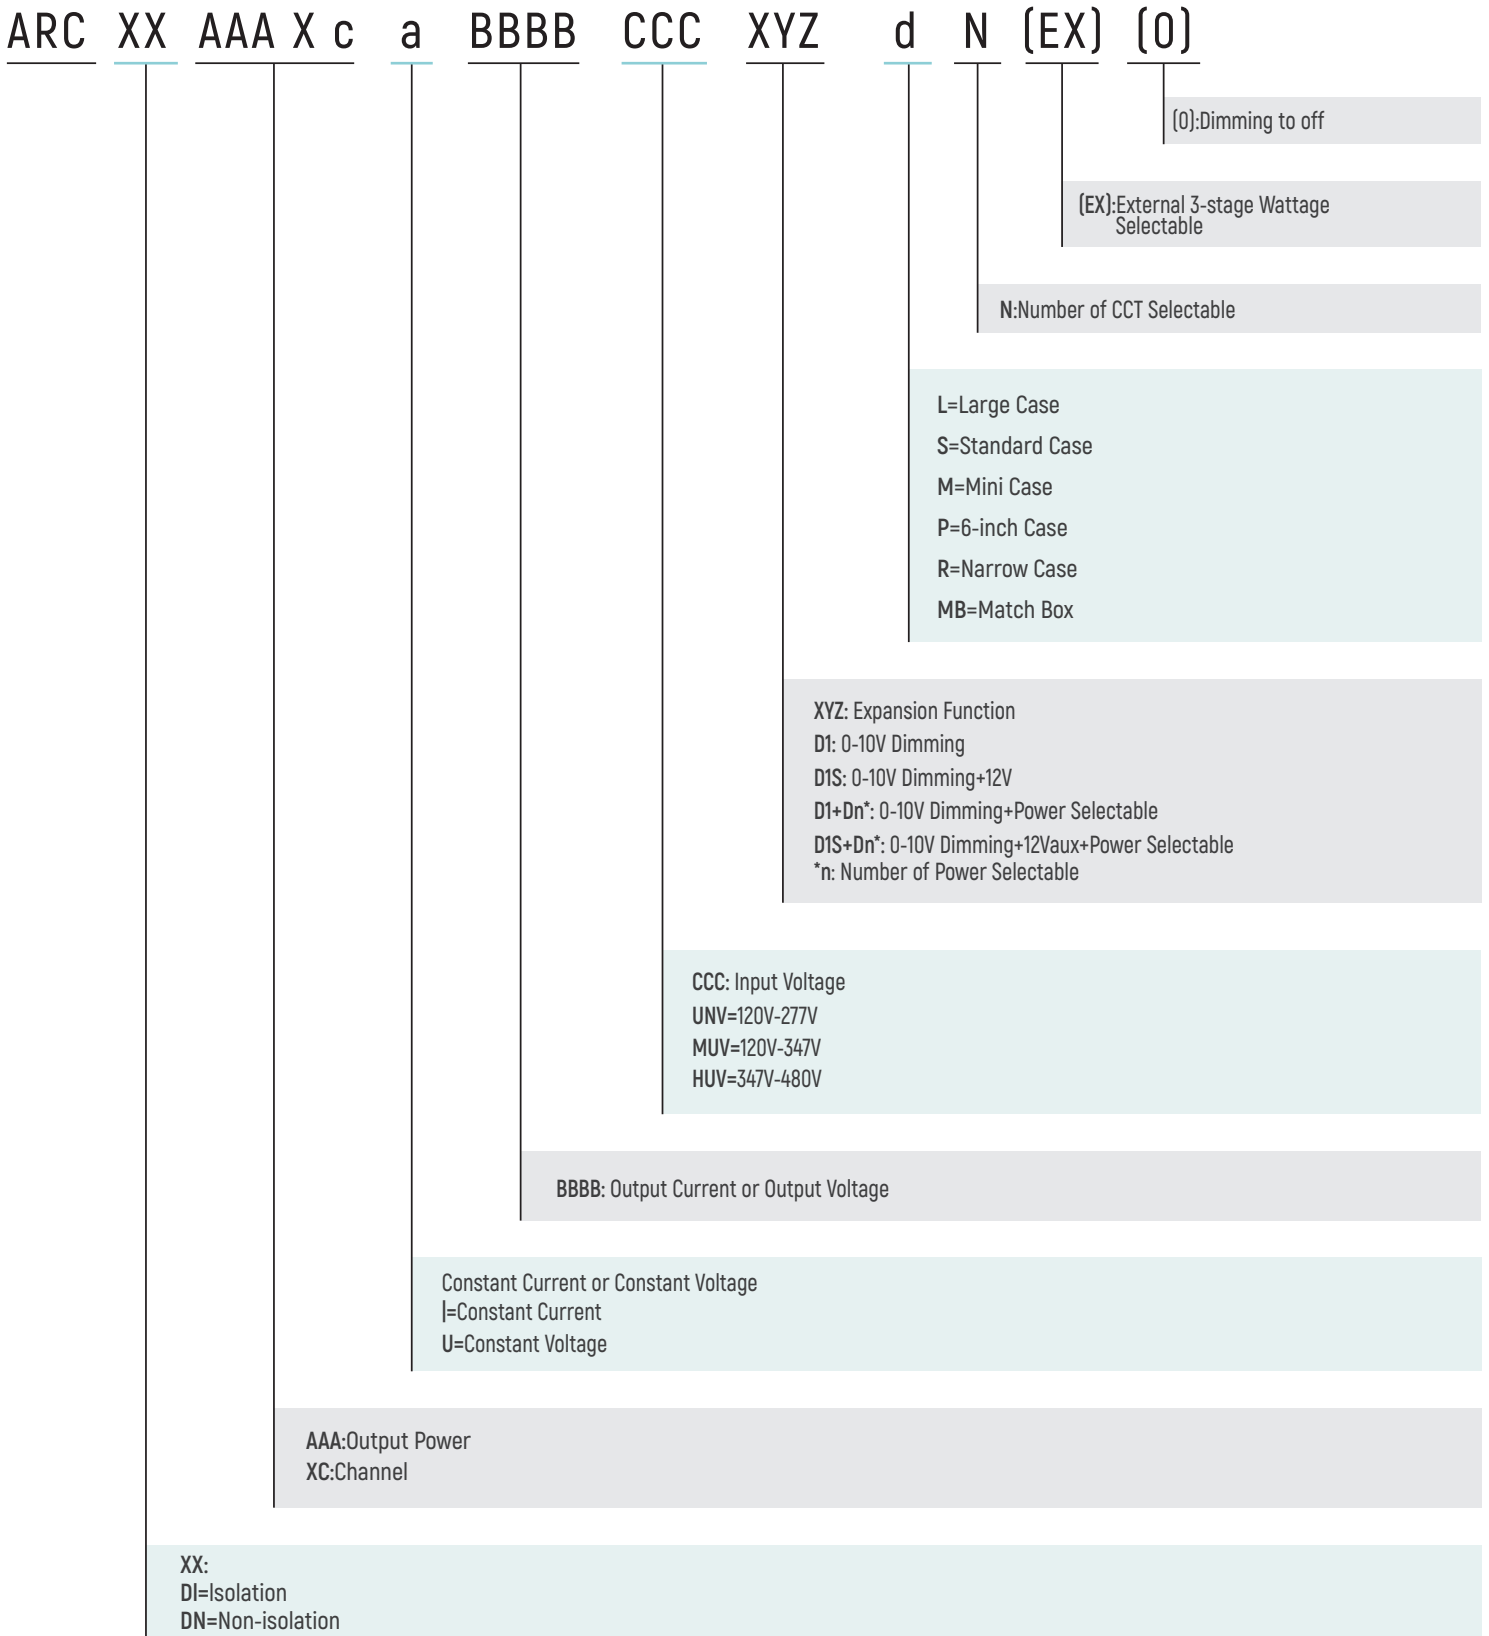 ARC XX AAA X c a BBBB CCC XYZ d N (EX) (0)
(0):Dimming to off
(EX):External 3-stage Wattage
Selectable
N:Number of CCT Selectable
L=Large Case
S=Standard Case
M=Mini Case
P=6-inch Case
R=Narrow Case
MB=Match Box
XYZ: Expansion Function
D1: 0-10V Dimming
D1S: 0-10V Dimming+12V
D1+Dn*: 0-10V Dimming+Power Selectable
D1S+Dn*: 0-10V Dimming+12Vaux+Power Selectable
*n: Number of Power Selectable
CCC: Input Voltage
UNV=120V-277V
MUV=120V-347V
HUV=347V-480V
BBBB: Output Current or Output Voltage
Constant Current or Constant Voltage
I=Constant Current
U=Constant Voltage
AAA:Output Power
XC:Channel
XX:
DI=Isolation
DN=Non-isolation